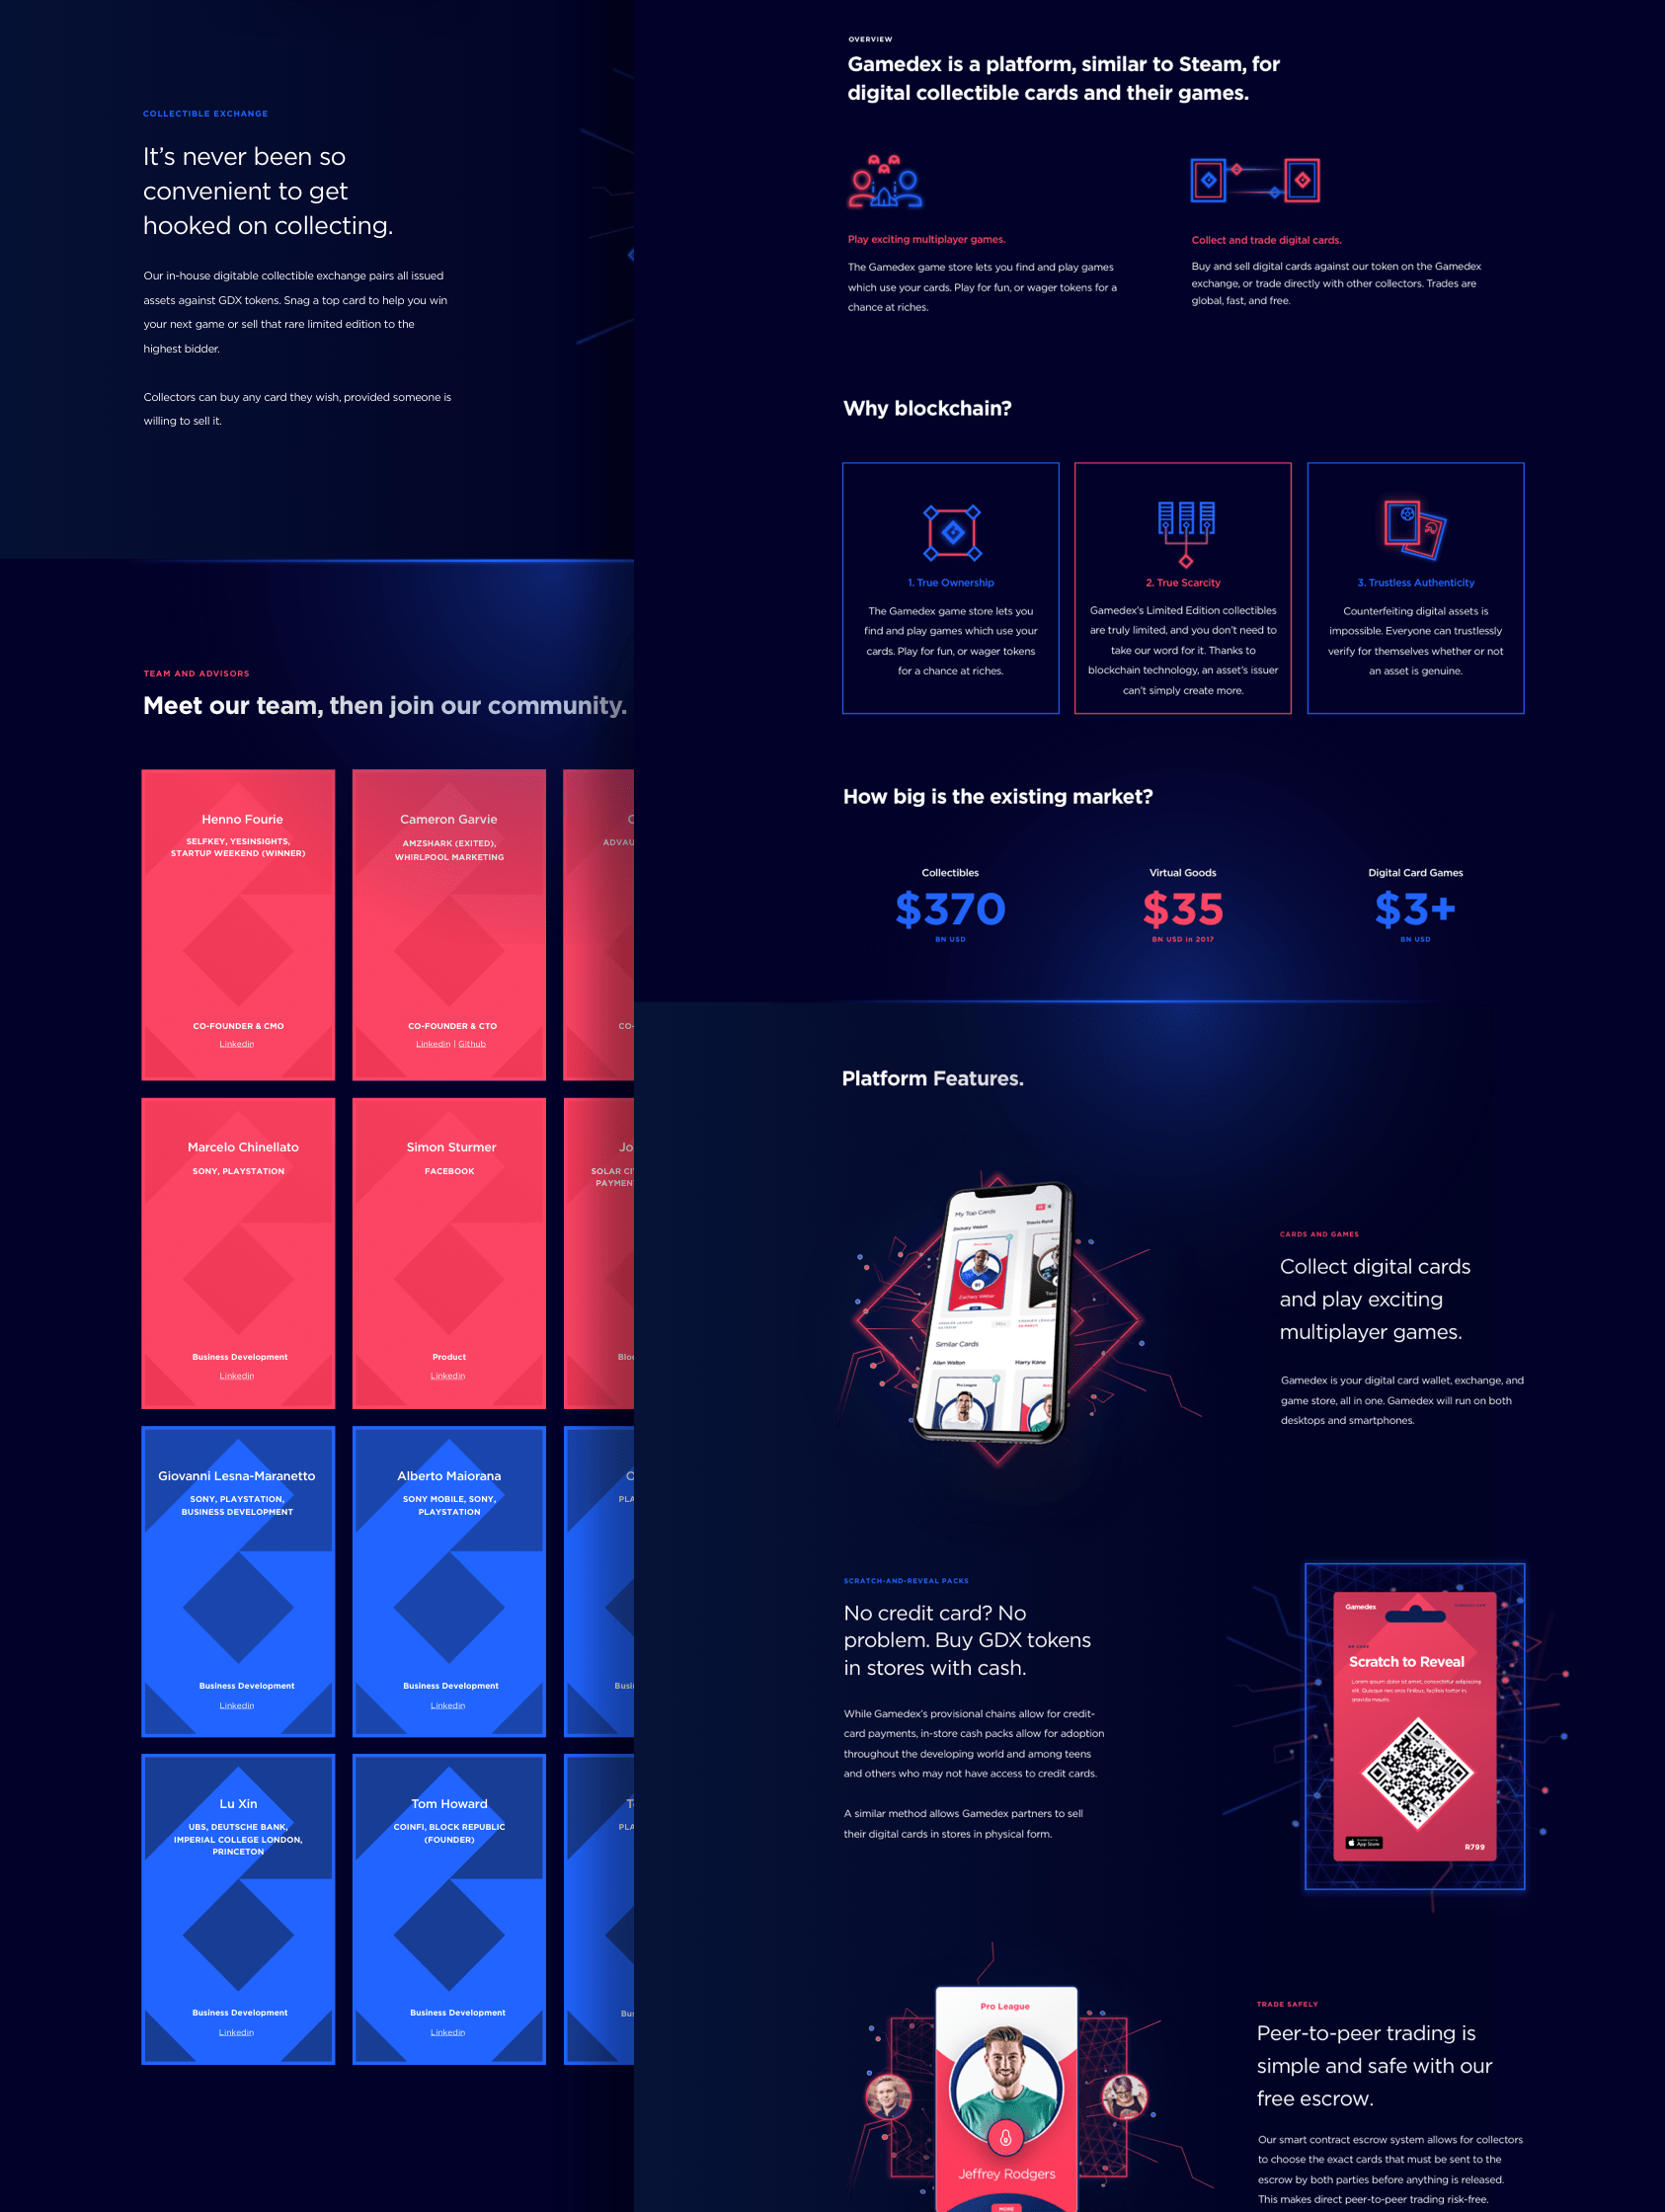 COLLECTIBLE EXCHANGE
It's never been so
convenient to get
hooked on collecting.
Our in-house digitable collectible exchange pairs all issued
assets against GDX tokens. Snag a top card to help you win
your next game or sell that rare limited edition to the
highest bidder.
Collectors can buy any card they wish, provided someone is
willing to sell it.
TEAM AND ADVISORS
Meet our team, then join our community.
Henno Fourie
SELFKEY, YESINSIGHTS,
STARTUP WEEKEND (WINNER)
CO-FOUNDER & CMO
Linkedin
Cameron Garvie
AMZSHARK (EXITED),
WHIRLPOOL MARKETING
CO-FOUNDER & CTO
Linkedin | Github
Marcelo Chinellato
SONY, PLAYSTATION
Business Development
Linkedin
Simon Sturmer
FACEBOOK
Product
Linkedin
Giovanni Lesna-Maranetto
SONY, PLAYSTATION,
BUSINESS DEVELOPMENT
Business Development
Linkedin
Alberto Maiorana
SONY MOBILE, SONY,
PLAYSTATION
Business Development
Linkedin
Lu Xin
UBS, DEUTSCHE BANK,
IMPERIAL COLLEGE LONDON,
PRINCETON
Business Development
Linkedin
Tom Howard
COINFI, BLOCK REPUBLIC
(FOUNDER)
Business Development
Linkedin
OVERVIEW
Gamedex is a platform, similar to Steam, for
digital collectible cards and their games.
Play exciting multiplayer games.
The Gamedex game store lets you find and play games
which use your cards. Play for fun, or wager tokens for a
chance at riches.
Collect and trade digital cards.
Buy and sell digital cards against our token on the Gamedex
exchange, or trade directly with other collectors. Trades are
global, fast, and free.
Why blockchain?
1. True Ownership
The Gamedex game store lets you
find and play games which use your
cards. Play for fun, or wager tokens
for a chance at riches.
2. True Scarcity
Gamedex's Limited Edition collectibles
are truly limited, and you don't need to
take our word for it. Thanks to
blockchain technology, an asset's issuer
can't simply create more.
3. Trustless Authenticity
Counterfeiting digital assets is
impossible. Everyone can trustlessly
verify for themselves whether or not
an asset is genuine.
How big is the existing market?
Collectibles
$370
BN USD
Virtual Goods
$35
BN USD in 2017
Digital Card Games
$3+
BN USD
Platform Features.
My Top Cards
Zachary Weber
Travis Byrd
Zachary Weber
Similar Cards
Allan Walton
Harry Kane
Pro League
CARDS AND GAMES
Collect digital cards
and play exciting
multiplayer games.
Gamedex is your digital card wallet, exchange, and
game store, all in one. Gamedex will run on both
desktops and smartphones.
SCRATCH-AND-REVEAL PACKS
No credit card? No
problem. Buy GDX tokens
in stores with cash.
While Gamedex's provisional chains allow for credit-
card payments, in-store cash packs allow for adoption
throughout the developing world and among teens
and others who may not have access to credit cards.
A similar method allows Gamedex partners to sell
their digital cards in stores in physical form.
Gamedex
Scratch to Reveal
Lorem ipsum dolor sit amet, consectetur adipiscing
elit. Quisque nec eros finibus, facilisis tortor in,
gravida mauris.
App Store
R799
Pro League
Jeffrey Rodgers
MORE
TRADE SAFELY
Peer-to-peer trading is
simple and safe with our
free escrow.
Our smart contract escrow system allows for collectors
to choose the exact cards that must be sent to the
escrow by both parties before anything is released.
This makes direct peer-to-peer trading risk-free.